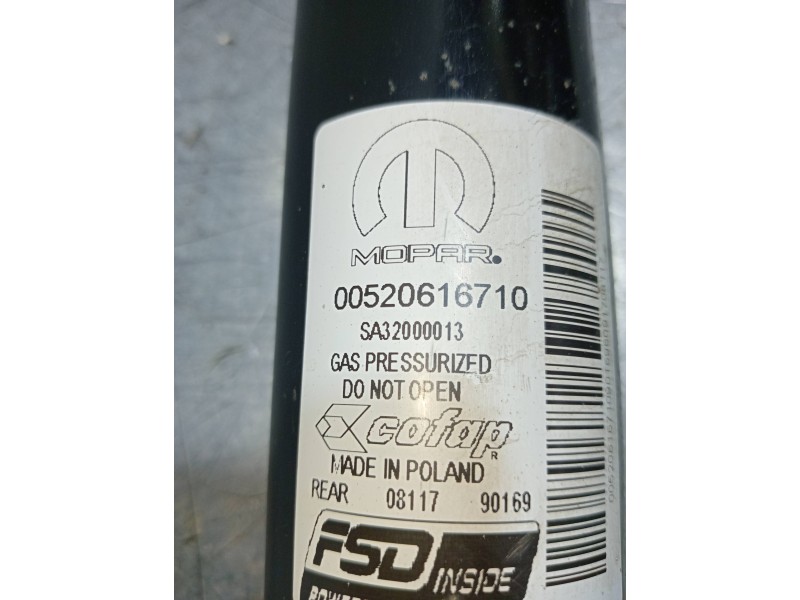 MOPAR.
00520616710
SA32000013
GAS PRESSURIZED
DO NOT OPEN
cofap
R
MADE IN POLAND
REAR 08117 90169
FSD
INSIDE